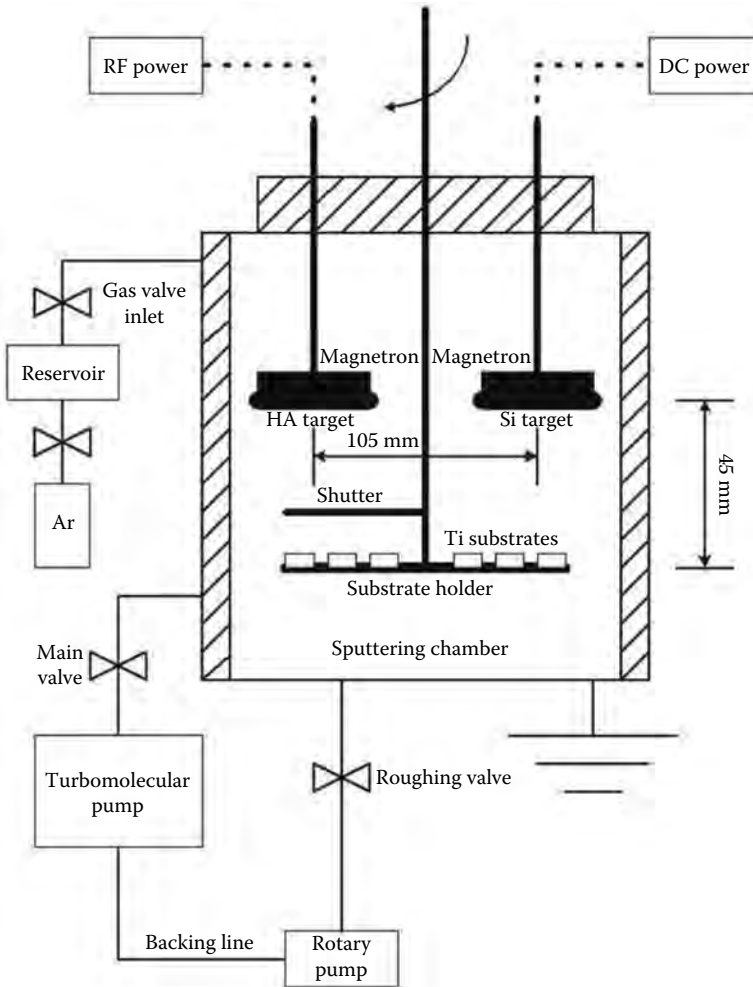 RF power
DC power
Gas valve
inlet
Reservoir
Ar
Magnetron
Magnetron
HA target
Si target
105 mm
45 mm
Shutter
Ti substrates
Substrate holder
Sputtering chamber
Main
valve
Turbomolecular
pump
Roughing valve
Backing line
Rotary
pump